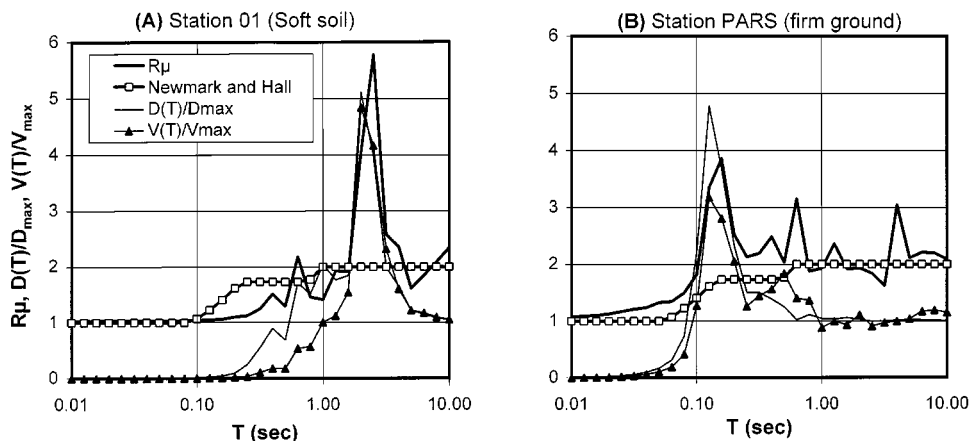 (A) Station 01 (Soft soil)
(B) Station PARS (firm ground)
Rμ, D(T)/Dmax, V(T)/Vmax
6
5
4
3
2
1
0
Rμ
Newmark and Hall
D(T)/Dmax
V(T)/Vmax
0.01
0.10
1.00
10.00
T (sec)
6
5
4
3
2
1
0
0.01
0.10
1.00
10.00
T (sec)